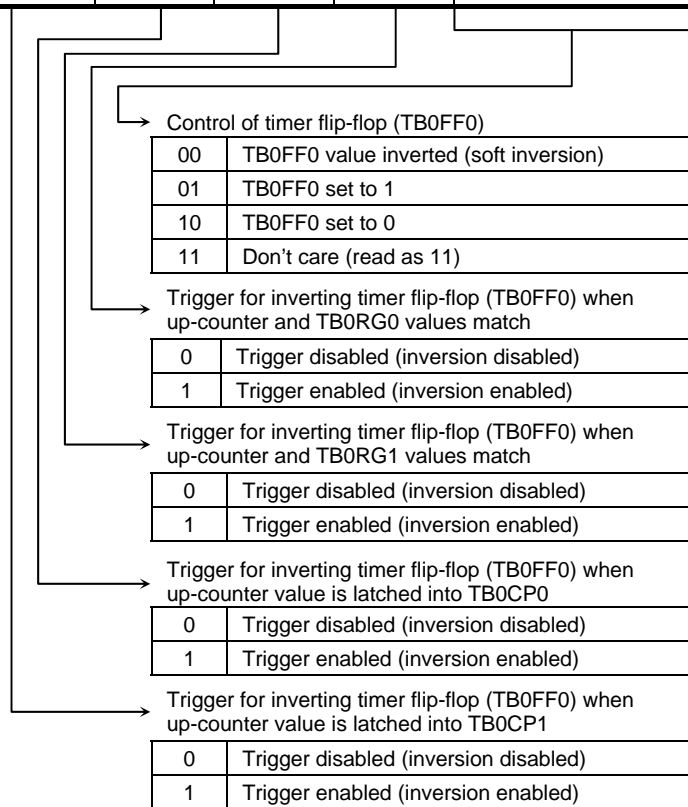 Control of timer flip-flop (TB0FF0)
00 TB0FF0 value inverted (soft inversion)
01 TB0FF0 set to 1
10 TB0FF0 set to 0
11 Don't care (read as 11)
Trigger for inverting timer flip-flop (TB0FF0) when
up-counter and TB0RG0 values match
0 Trigger disabled (inversion disabled)
1 Trigger enabled (inversion enabled)
Trigger for inverting timer flip-flop (TB0FF0) when
up-counter and TB0RG1 values match
0 Trigger disabled (inversion disabled)
1 Trigger enabled (inversion enabled)
Trigger for inverting timer flip-flop (TB0FF0) when
up-counter value is latched into TB0CP0
0 Trigger disabled (inversion disabled)
1 Trigger enabled (inversion enabled)
Trigger for inverting timer flip-flop (TB0FF0) when
up-counter value is latched into TB0CP1
0 Trigger disabled (inversion disabled)
1 Trigger enabled (inversion enabled)